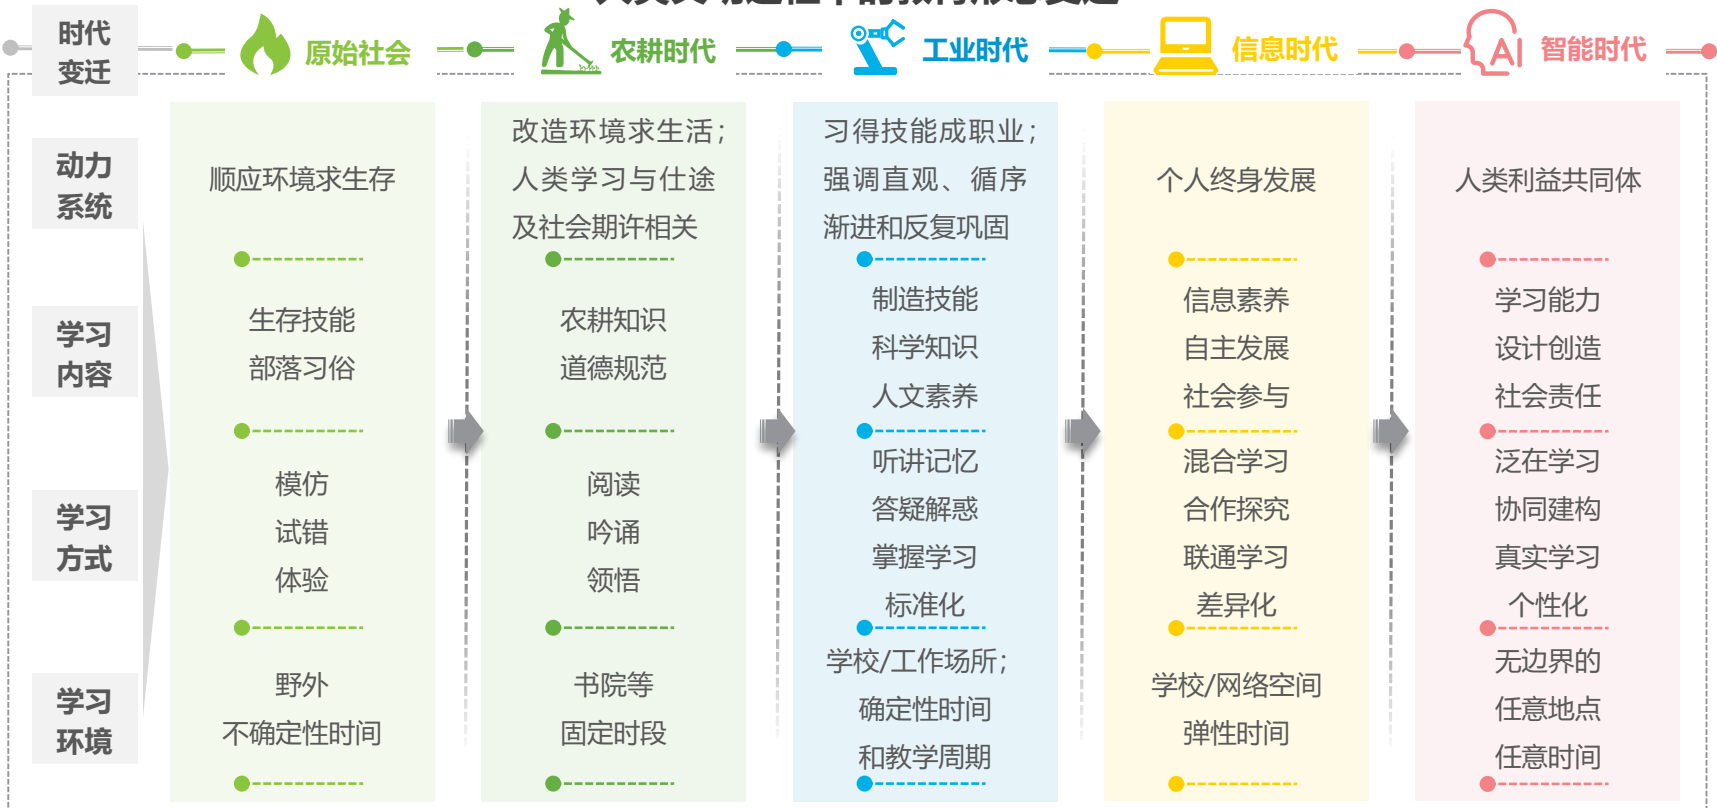 时代
变迁
原始社会
农耕时代
工业时代
信息时代
AI
智能时代
动力
系统
顺应环境求生存
改造环境求生活；
人类学习与仕途
及社会期许相关
习得技能成职业；
强调直观、循序
渐进和反复巩固
个人终身发展
人类利益共同体
学习
内容
生存技能
部落习俗
农耕知识
道德规范
制造技能
科学知识
人文素养
信息素养
自主发展
社会参与
学习能力
设计创造
社会责任
学习
方式
模仿
试错
体验
阅读
吟诵
领悟
听讲记忆
答疑解惑
掌握学习
标准化
混合学习
合作探究
联通学习
差异化
泛在学习
协同建构
真实学习
个性化
学习
环境
野外
不确定性时间
书院等
固定时段
学校/工作场所；
确定性时间
和教学周期
学校/网络空间
弹性时间
无边界的
任意地点
任意时间